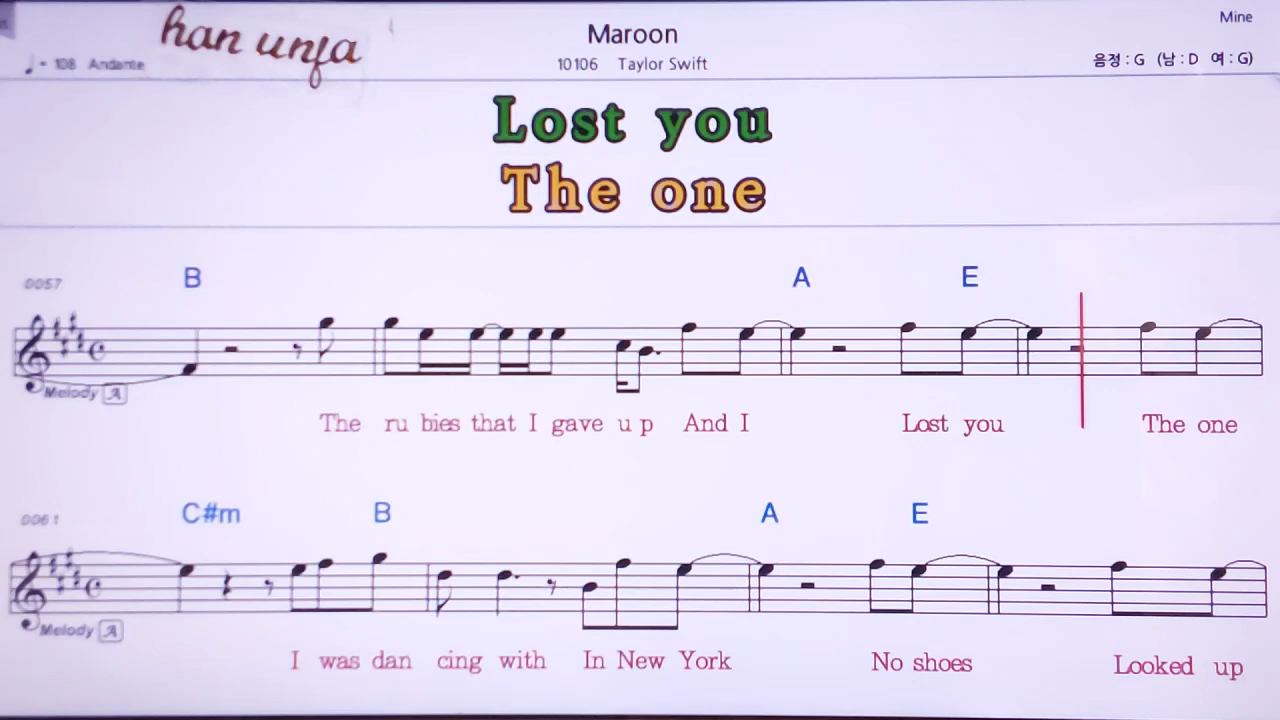 han unfa
Maroon
Mine
♩ = 108 Andante
10106 Taylor Swift
음정 : G (남 : D 여 : G)
Lost you
The one
0057
B A E
Melody A
The ru bies that I gave u p And I Lost you The one
0061
C#m B A E
Melody A
I was dan cing with In New York No shoes Looked up